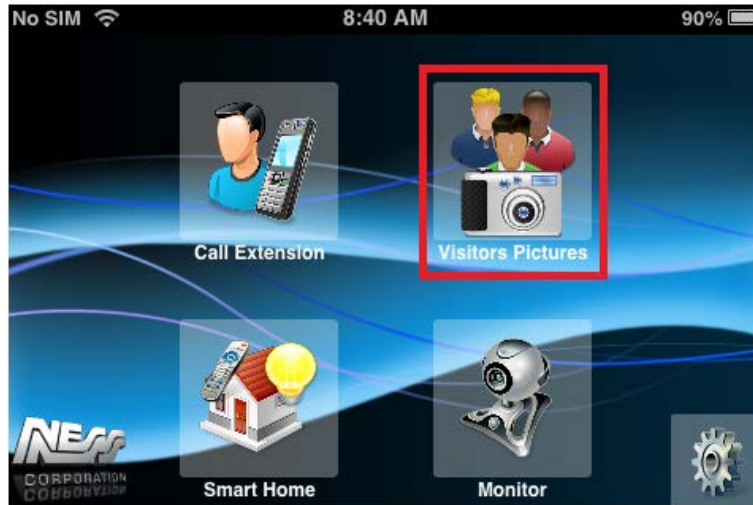 No SIM 8:40 AM 90%
Call Extension Visitors Pictures
NESS
CORPORATION
Smart Home Monitor